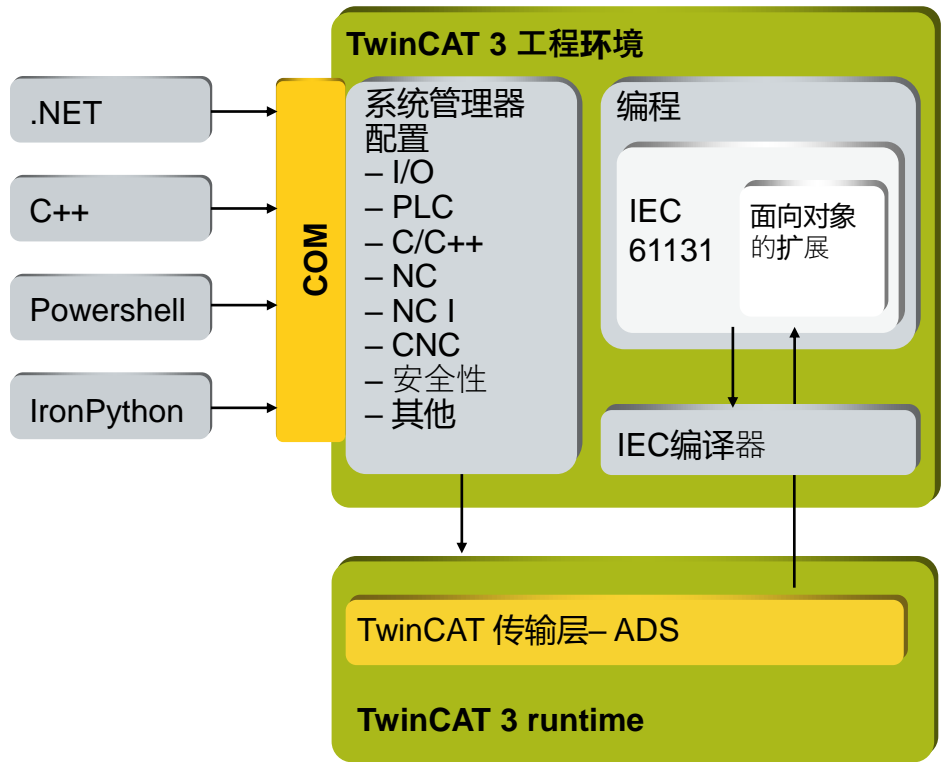 TwinCAT 3 工程环境
.NET
C++
Powershell
IronPython
COM
系统管理器
配置
– I/O
– PLC
– C/C++
– NC
– NC I
– CNC
– 安全性
– 其他
编程
IEC
61131
面向对象
的扩展
IEC编译器
TwinCAT 传输层– ADS
TwinCAT 3 runtime